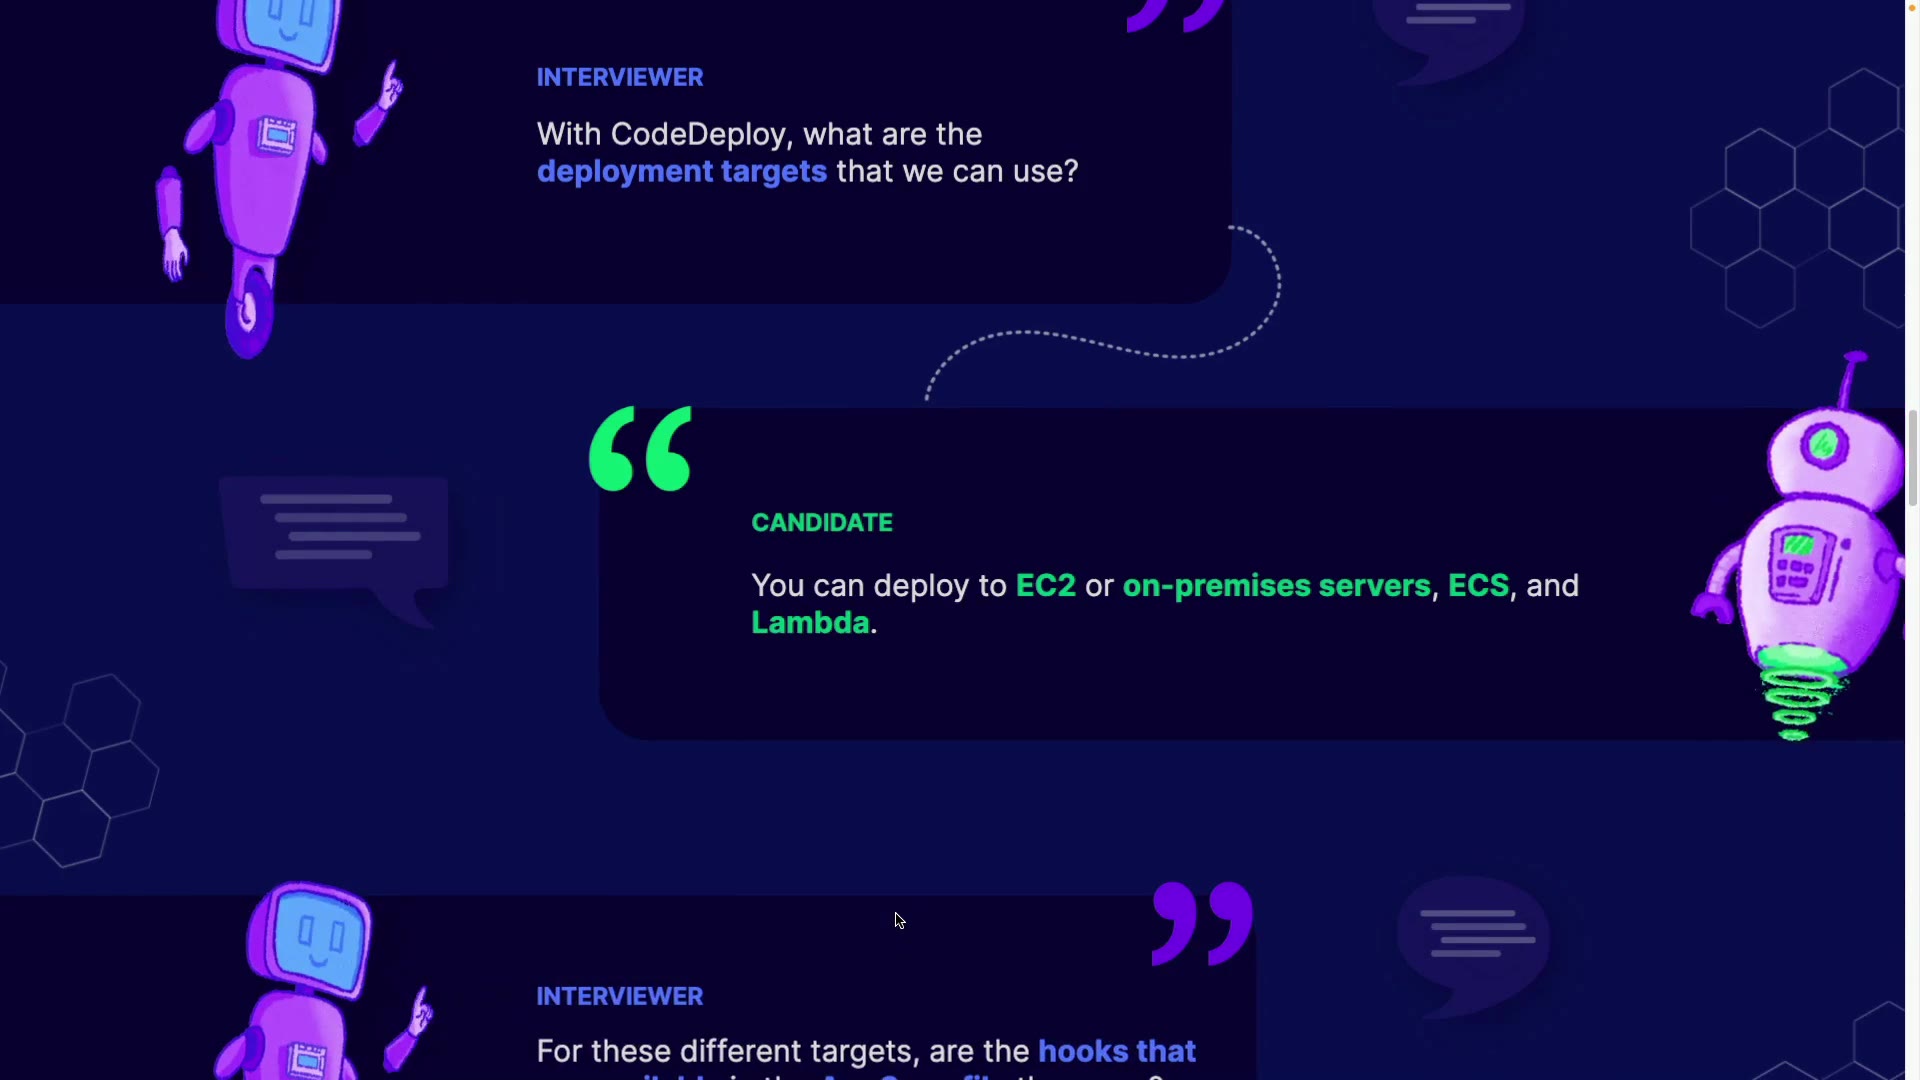 INTERVIEWER
With CodeDeploy, what are the
deployment targets that we can use?
CANDIDATE
You can deploy to EC2 or on-premises servers, ECS, and
Lambda.
INTERVIEWER
For these different targets, are the hooks that